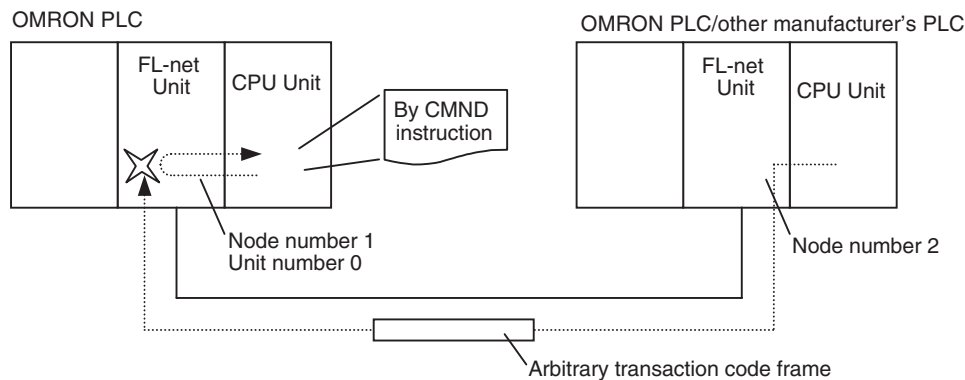 OMRON PLC
OMRON PLC/other manufacturer's PLC
FL-net
Unit
CPU Unit
By CMND
instruction
FL-net
Unit
CPU Unit
Node number 1
Unit number 0
Node number 2
Arbitrary transaction code frame